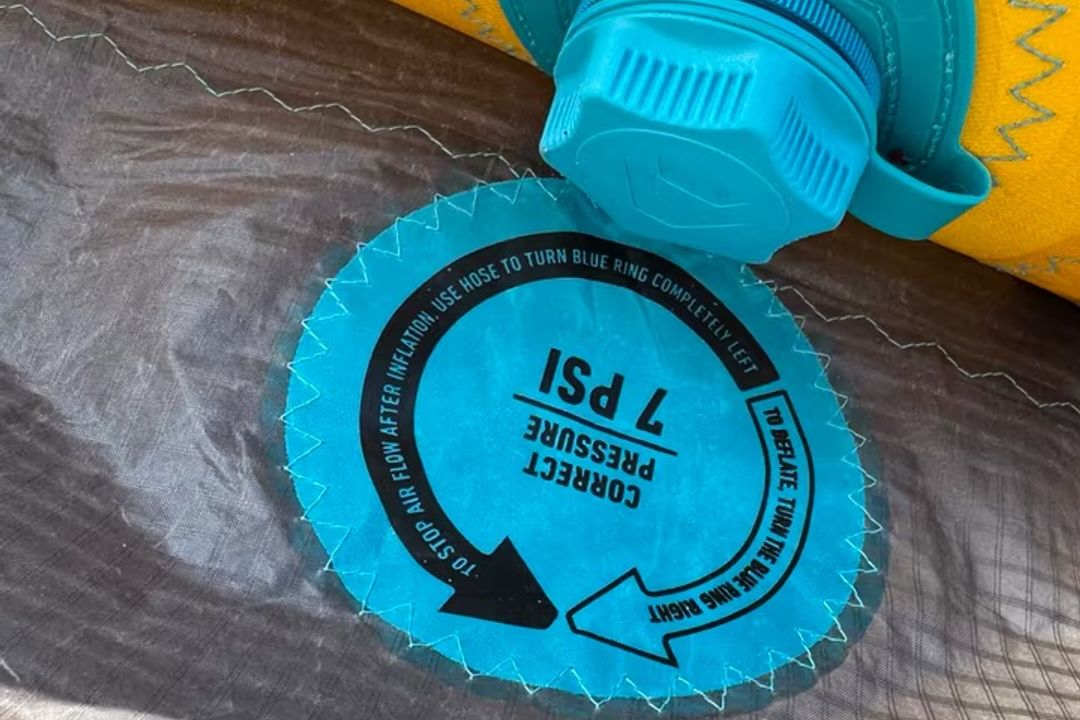 TO STOP AIR FLOW AFTER INFLATION, USE HOSE TO TURN BLUE RING COMPLETELY LEFT
TO DEFLATE, TURN THE BLUE RING RIGHT
CORRECT
PRESSURE
7 PSI